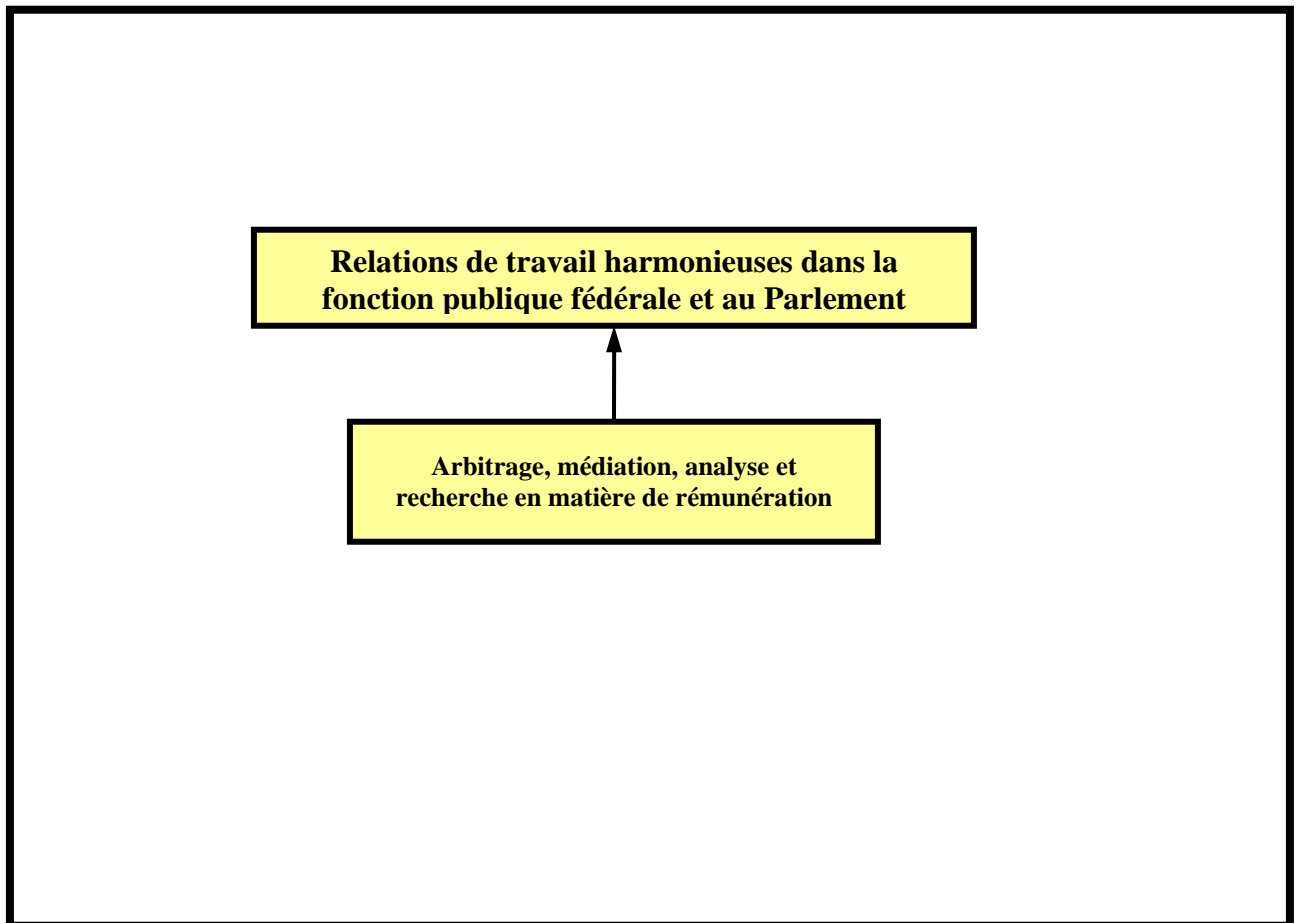 Relations de travail harmonieuses dans la
fonction publique fédérale et au Parlement
Arbitrage, médiation, analyse et
recherche en matière de rémunération